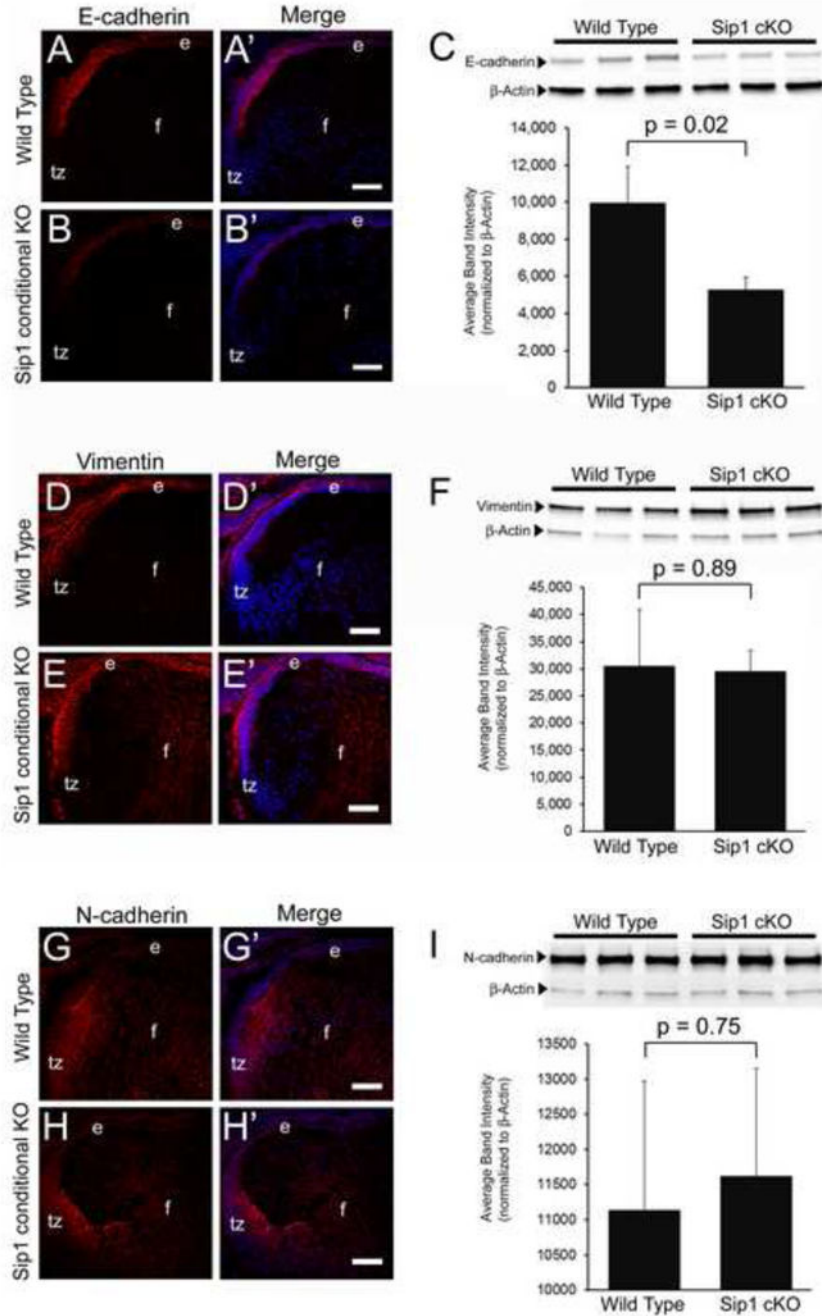 E-cadherin Merge
Wild Type
A e f tz
A' e f
Sip1 conditional KO
B e f tz
B' e f
C
Wild Type Sip1 cKO
E-cadherin
β-Actin
p = 0.02
Average Band Intensity
(normalized to β-Actin)
14,000
12,000
10,000
8,000
6,000
4,000
2,000
0
Wild Type Sip1 cKO
Vimentin Merge
Wild Type
D e f tz
D' e f tz
Sip1 conditional KO
E e f tz
E' e f tz
F
Wild Type Sip1 cKO
Vimentin
β-Actin
p = 0.89
Average Band Intensity
(normalized to β-Actin)
45,000
40,000
35,000
30,000
25,000
20,000
15,000
10,000
5,000
0
Wild Type Sip1 cKO
N-cadherin Merge
Wild Type
G e f tz
G' e f tz
Sip1 conditional KO
H e f tz
H' e f tz
I
Wild Type Sip1 cKO
N-cadherin
β-Actin
p = 0.75
Average Band Intensity
(normalized to β-Actin)
13500
13000
12500
12000
11500
11000
10500
10000
Wild Type Sip1 cKO